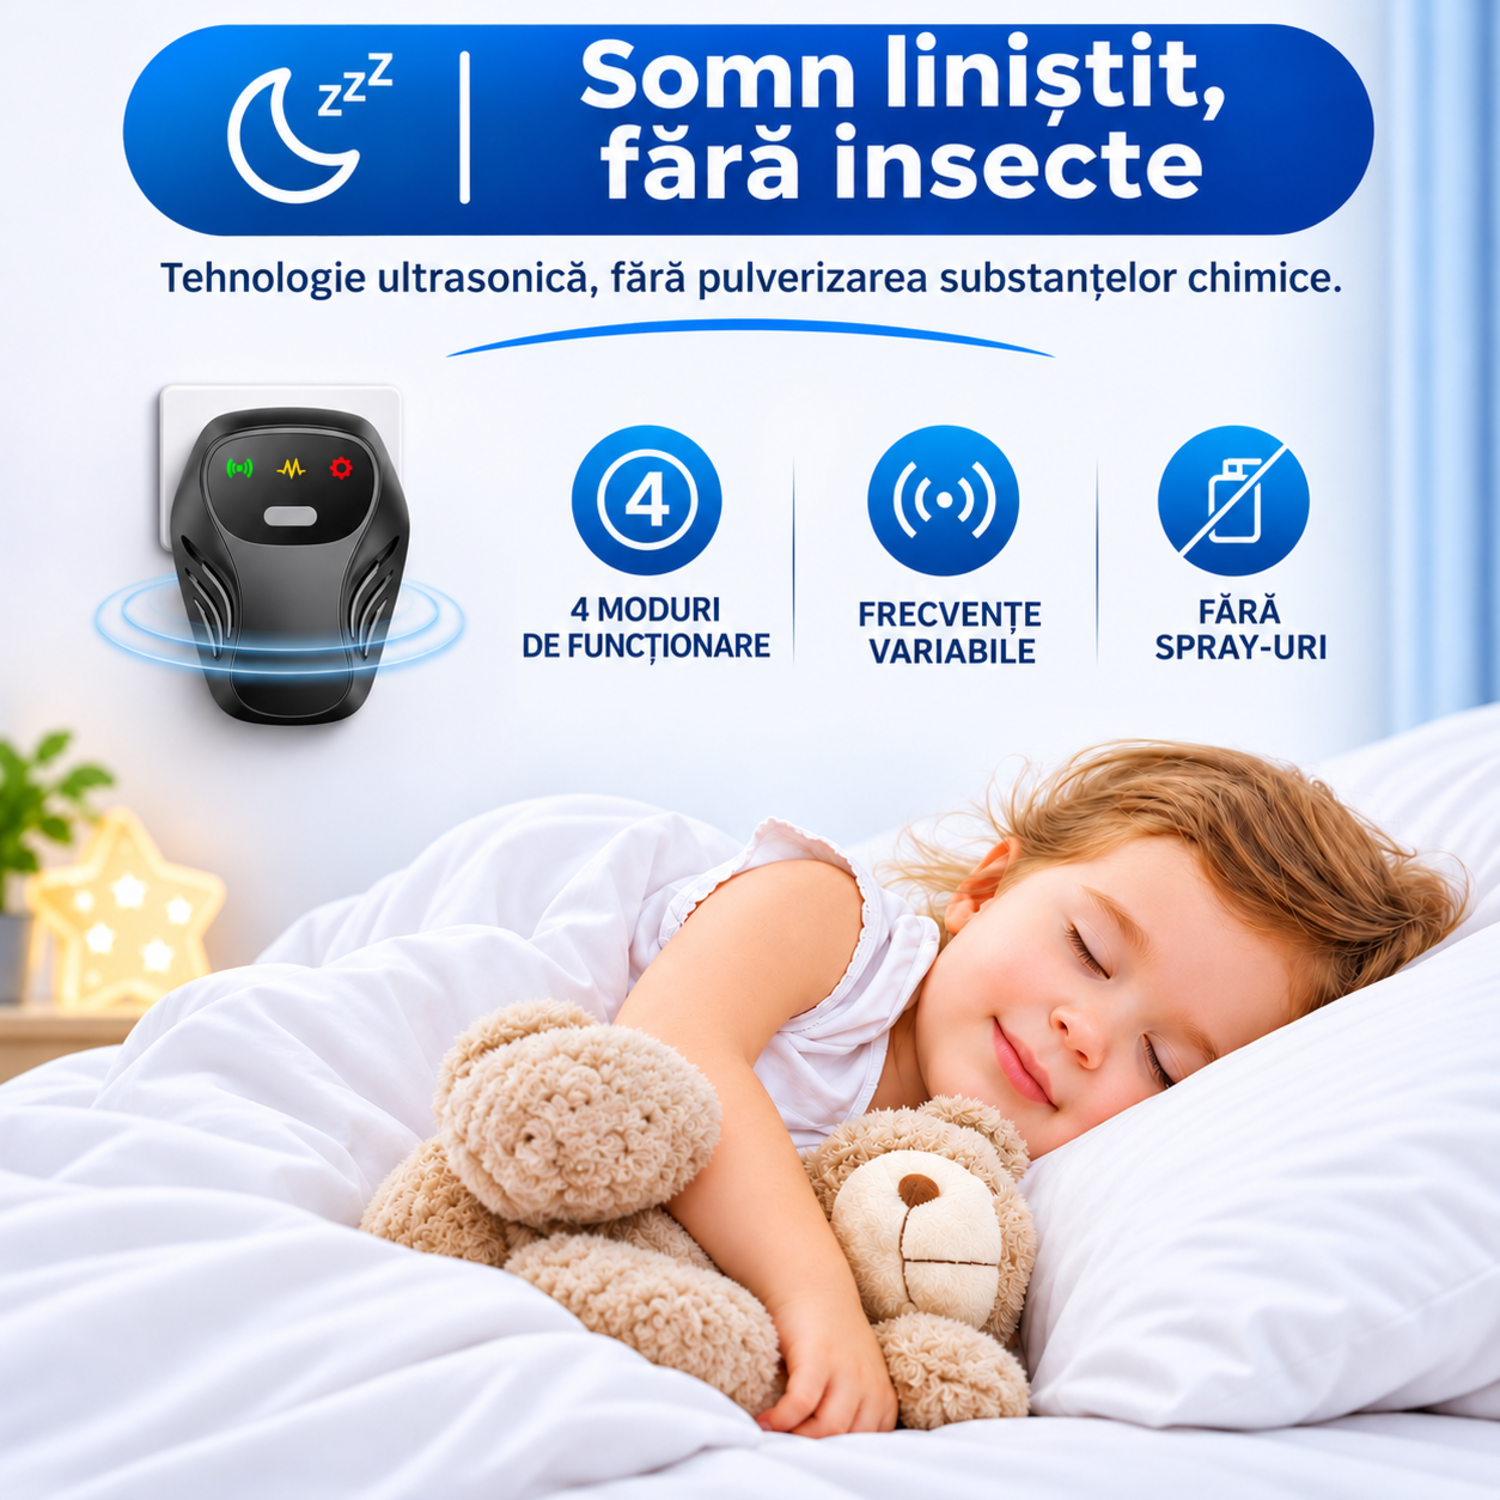 zzZ
Somn liniștit,
fără insecte
Tehnologie ultrasonică, fără pulverizarea substanțelor chimice.
4
4 MODURI
DE FUNCȚIONARE
FRECVENȚE
VARIABILE
FĂRĂ
SPRAY-URI